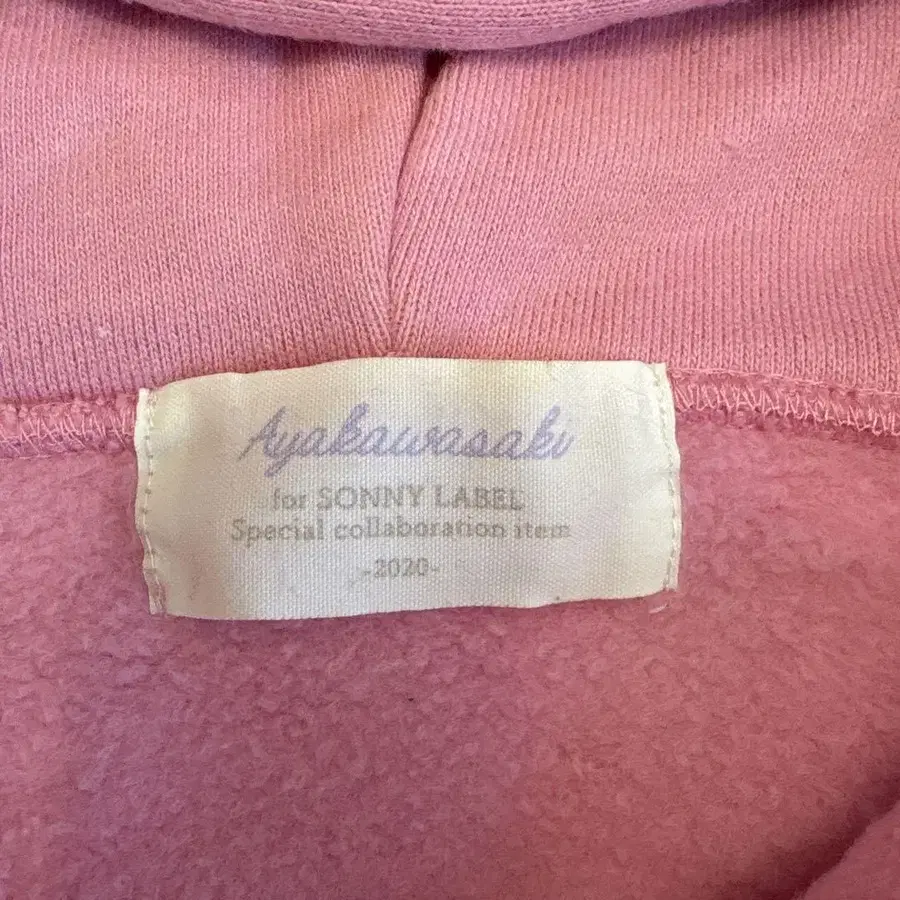 Ayakawasaki
for SONNY LABEL
Special collaboration item
-2020-